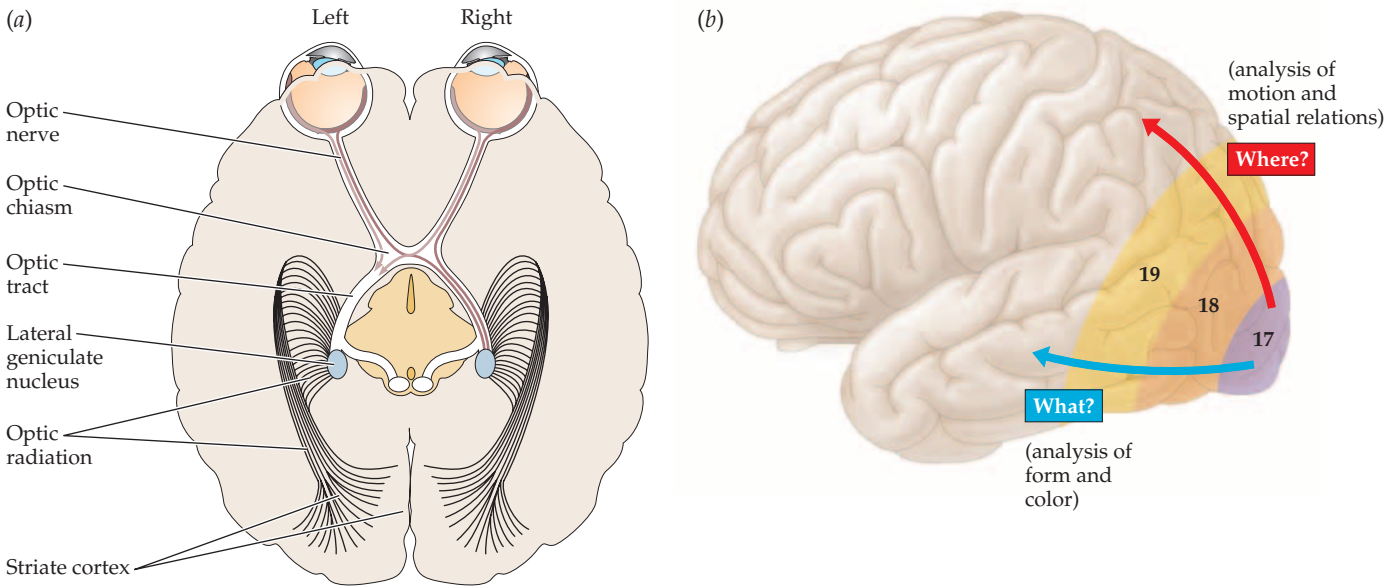 (a)
Left
Right
Optic
nerve
Optic
chiasm
Optic
tract
Lateral
geniculate
nucleus
Optic
radiation
Striate cortex
(b)
(analysis of
motion and
spatial relations)
Where?
19
18
17
What?
(analysis of
form and
color)